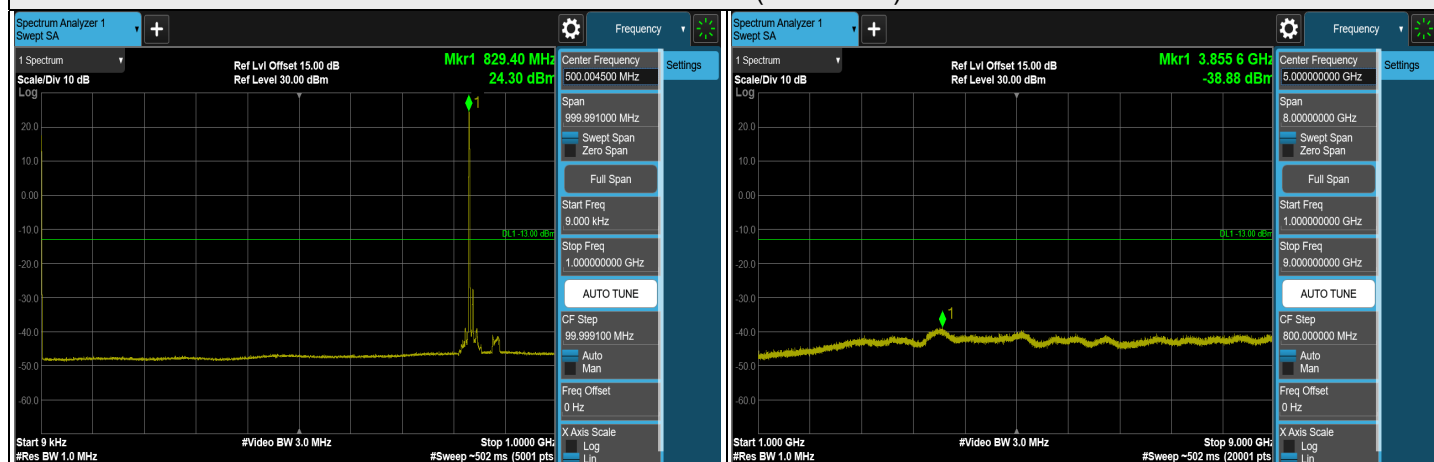 Spectrum Analyzer 1
Swept SA
+
Frequency
1 Spectrum
Scale/Div 10 dB
Log
Ref Lvl Offset 15.00 dB
Ref Level 30.00 dBm
Mkr1 829.40 MHz
24.30 dBm
1
20.0
10.0
0.00
-10.0
-20.0
-30.0
-40.0
-50.0
-60.0
DL1 -13.00 dBm
Start 9 kHz
#Res BW 1.0 MHz
#Video BW 3.0 MHz
Stop 1.0000 GHz
#Sweep ~502 ms (5001 pts
Center Frequency
500.004500 MHz
Span
999.991000 MHz
Swept Span
Zero Span
Full Span
Start Freq
9.000 kHz
Stop Freq
1.000000000 GHz
AUTO TUNE
CF Step
99.999100 MHz
Auto
Man
Freq Offset
0 Hz
X Axis Scale
Log
Lin
Settings
Spectrum Analyzer 1
Swept SA
+
Frequency
1 Spectrum
Scale/Div 10 dB
Log
Ref Lvl Offset 15.00 dB
Ref Level 30.00 dBm
Mkr1 3.855 6 GHz
-38.88 dBm
1
20.0
10.0
0.00
-10.0
-20.0
-30.0
-40.0
-50.0
-60.0
DL1 -13.00 dBm
Start 1.000 GHz
#Res BW 1.0 MHz
#Video BW 3.0 MHz
Stop 9.000 GHz
#Sweep ~502 ms (20001 pts
Center Frequency
5.000000000 GHz
Span
8.00000000 GHz
Swept Span
Zero Span
Full Span
Start Freq
1.000000000 GHz
Stop Freq
9.000000000 GHz
AUTO TUNE
CF Step
800.000000 MHz
Auto
Man
Freq Offset
0 Hz
X Axis Scale
Log
Lin
Settings